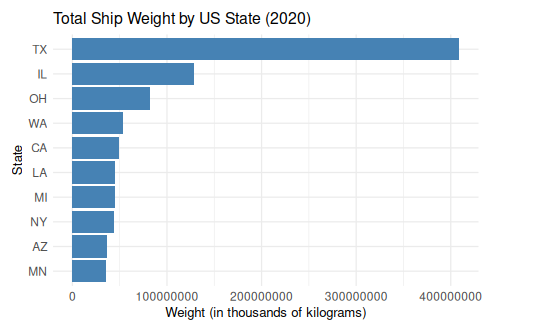 Total Ship Weight by US State (2020)
TX
IL
OH
WA
CA
LA
MI
NY
AZ
MN
State
0 100000000 200000000 300000000 400000000
Weight (in thousands of kilograms)